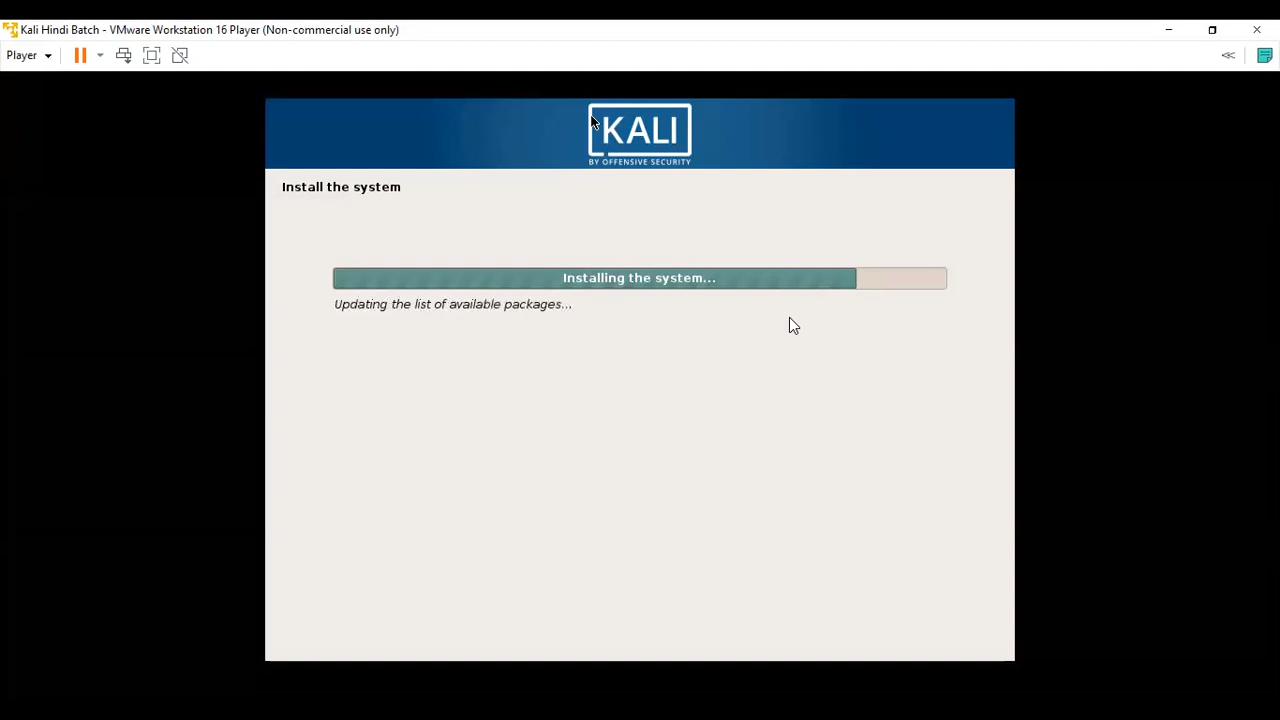 Kali Hindi Batch - VMware Workstation 16 Player (Non-commercial use only)
Player
KALI
BY OFFENSIVE SECURITY
Install the system
Installing the system...
Updating the list of available packages...